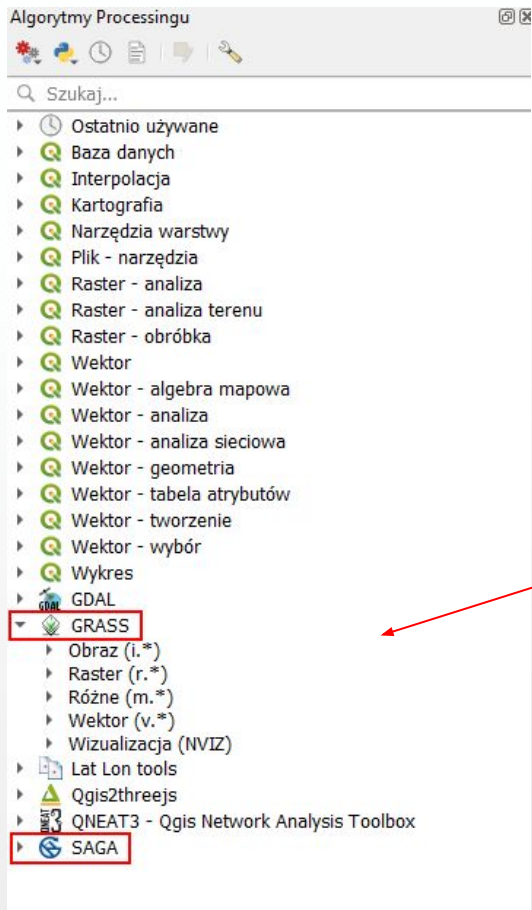 Algorytmy Processingu
Szukaj...
Ostatnio używane
Baza danych
Interpolacja
Kartografia
Narzędzia warstwy
Plik - narzędzia
Raster - analiza
Raster - analiza terenu
Raster - obróbka
Wektor
Wektor - algebra mapowa
Wektor - analiza
Wektor - analiza sieciowa
Wektor - geometria
Wektor - tabela atrybutów
Wektor - tworzenie
Wektor - wybór
Wykres
GDAL GDAL
GRASS
Obraz (i.*)
Raster (r.*)
Różne (m.*)
Wektor (v.*)
Wizualizacja (NVIZ)
Lat Lon tools
Qgis2threejs
QNEAT3 QNEAT3 - Qgis Network Analysis Toolbox
SAGA